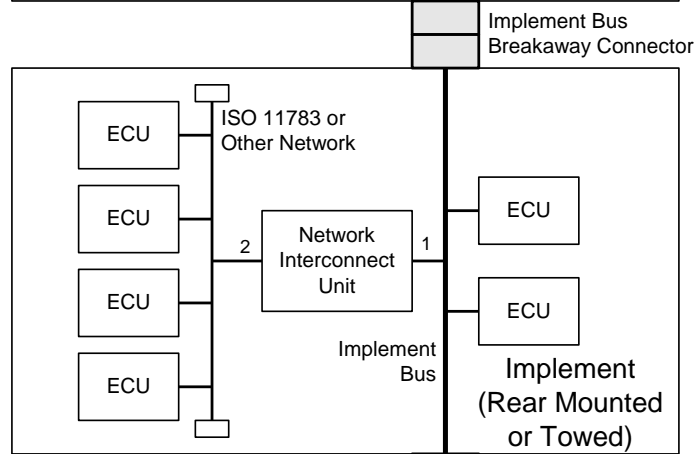 Implement Bus
Breakaway Connector
ISO 11783 or
Other Network
ECU
ECU
ECU
ECU
2
Network
Interconnect
Unit
1
ECU
ECU
Implement
Bus
Implement
(Rear Mounted
or Towed)